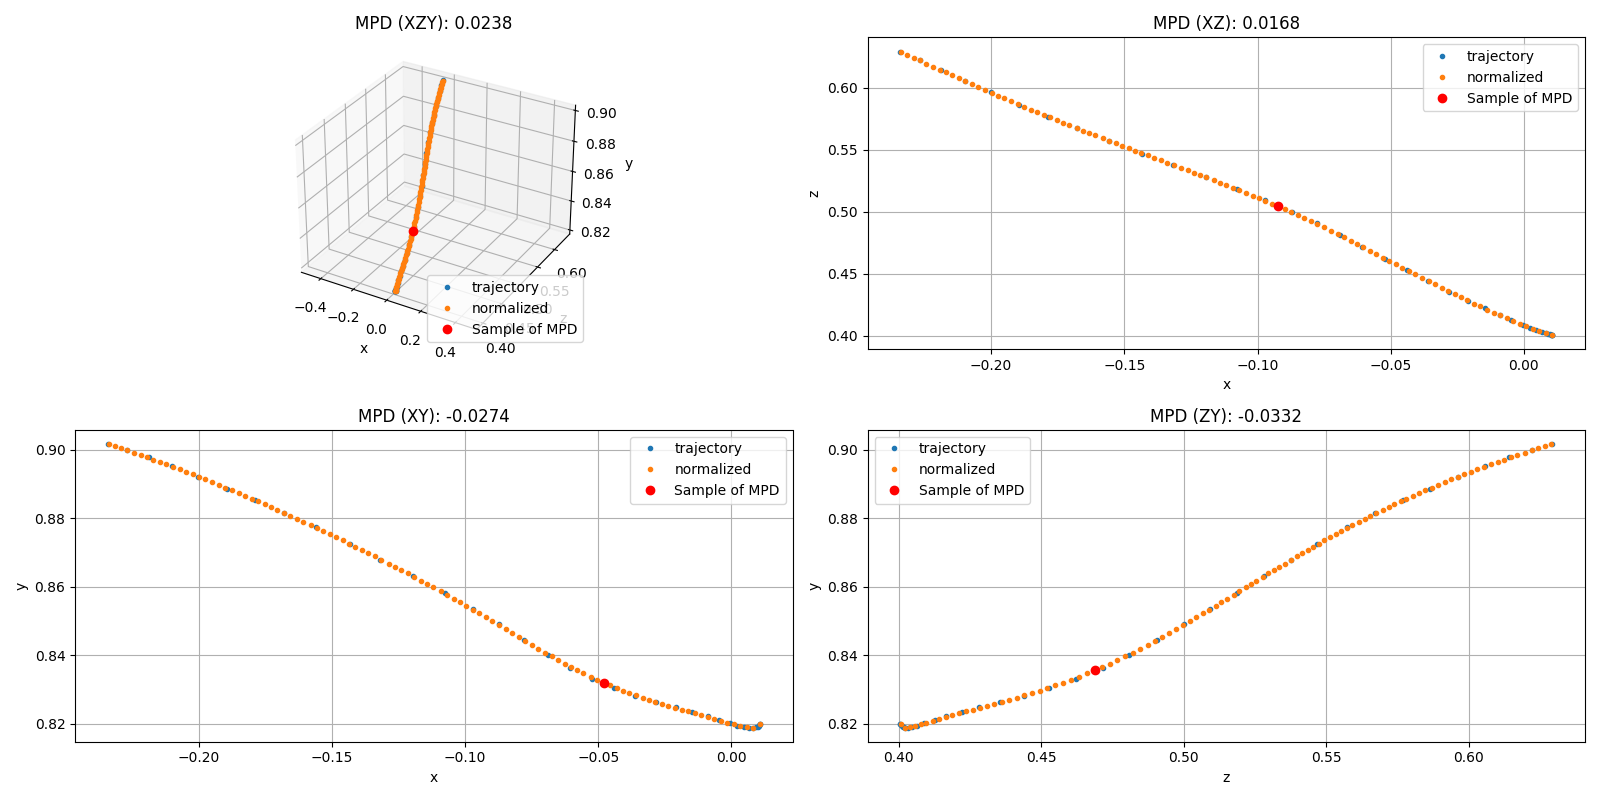 MPD (XZY): 0.0238
0.90
0.88
0.86
0.84
0.82
y
0.60
0.55
z
0.40
−0.4
−0.2
0.0
0.2
0.4
x
trajectory
normalized
Sample of MPD
MPD (XZ): 0.0168
trajectory
normalized
Sample of MPD
0.60
0.55
0.50
0.45
0.40
z
−0.20
−0.15
−0.10
−0.05
0.00
x
MPD (XY): -0.0274
trajectory
normalized
Sample of MPD
0.90
0.88
0.86
0.84
0.82
y
−0.20
−0.15
−0.10
−0.05
0.00
x
MPD (ZY): -0.0332
trajectory
normalized
Sample of MPD
0.90
0.88
0.86
0.84
0.82
y
0.40
0.45
0.50
0.55
0.60
z